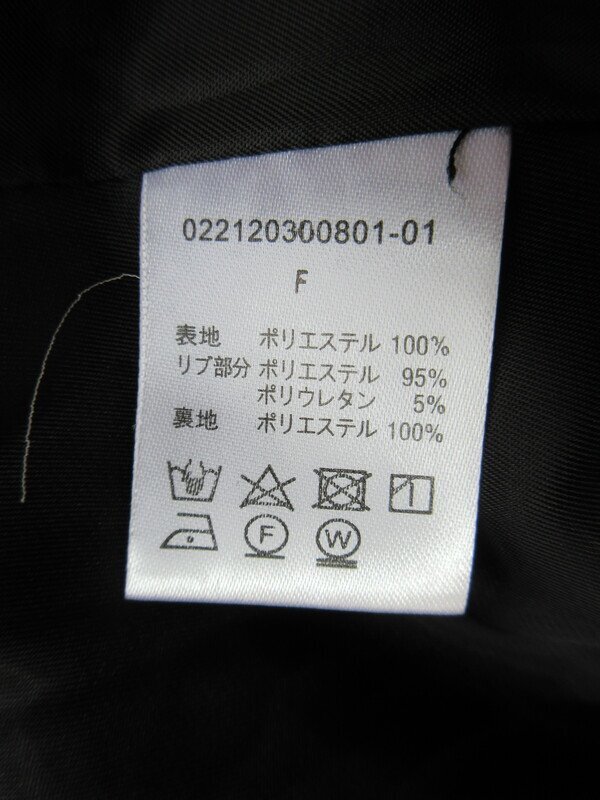 022120300801-01
F
表地 ポリエステル 100%
リブ部分 ポリエステル 95%
ポリウレタン 5%
裏地 ポリエステル 100%
F W